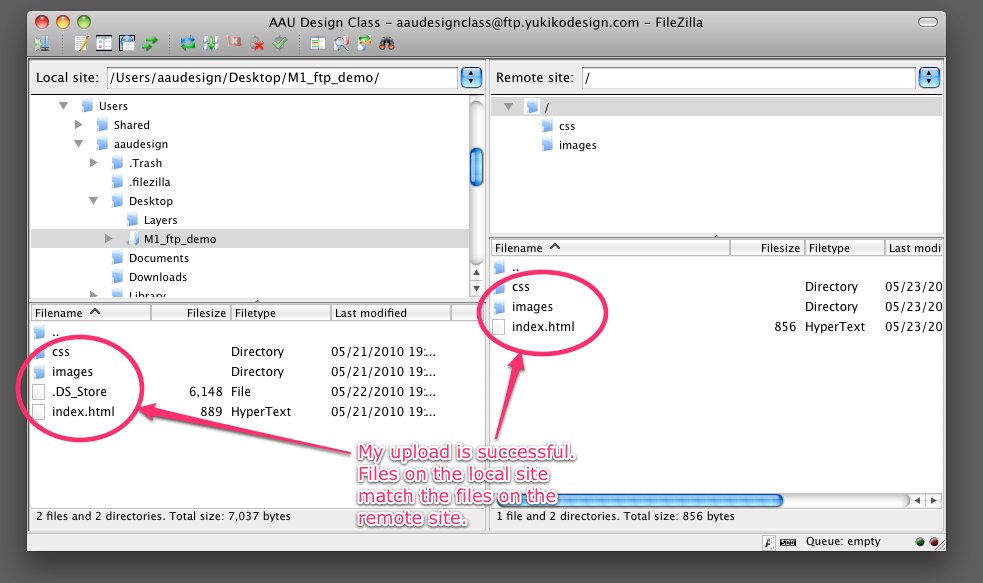 AAU Design Class - aaudesignclass@ftp.yukikodesign.com - FileZilla
Local site: /Users/aaudesign/Desktop/M1_ftp_demo/
Users
Shared
aaudesign
.Trash
.filezilla
Desktop
Layers
M1_ftp_demo
Documents
Downloads
Library
Filename Filesize Filetype Last modified
..
css Directory 05/21/2010 19:...
images Directory 05/21/2010 19:...
.DS_Store 6,148 File 05/22/2010 19:...
index.html 889 HyperText 05/21/2010 19:...
2 files and 2 directories. Total size: 7,037 bytes
Remote site: /
/
css
images
Filename Filesize Filetype Last modi
..
css Directory 05/23/20
images Directory 05/23/20
index.html 856 HyperText 05/23/20
My upload is successful.
Files on the local site
match the files on the
remote site.
1 file and 2 directories. Total size: 856 bytes
Queue: empty